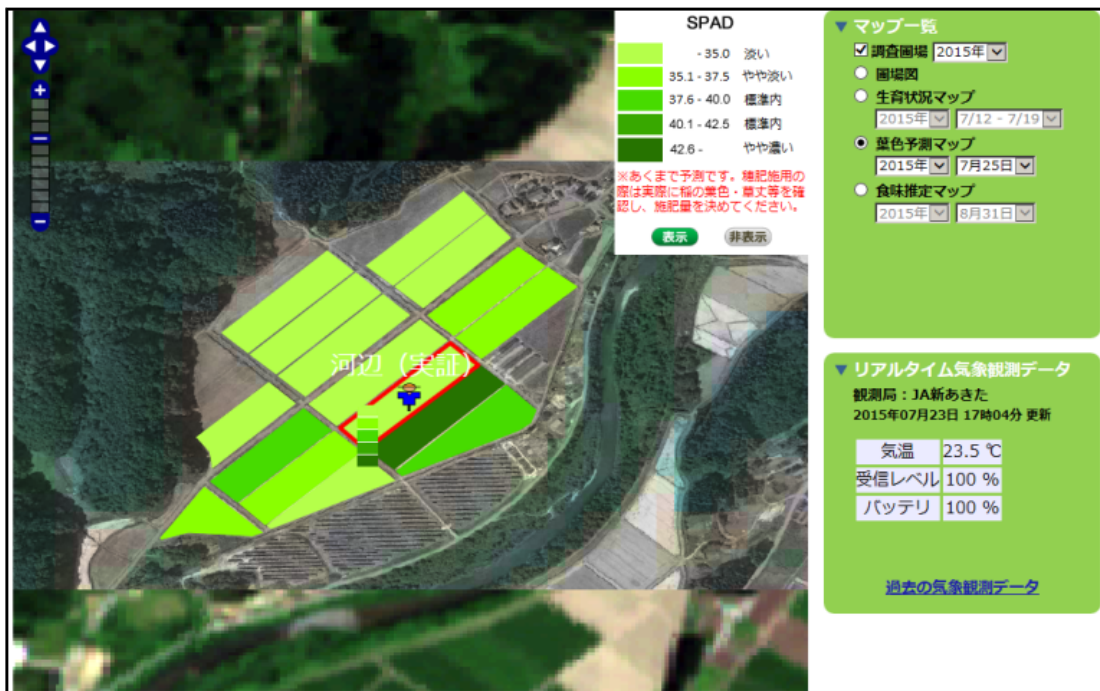 SPAD
- 35.0 淡い
35.1 - 37.5 やや淡い
37.6 - 40.0 標準内
40.1 - 42.5 標準内
42.6 - やや濃い
※あくまで予測です。穂肥施用の
際は実際に稲の葉色・草丈等を確
認し、施肥量を決めてください。
表示 非表示
河辺（実証）
▼ マップ一覧
調査圃場 2015年
圃場図
生育状況マップ
2015年 7/12 - 7/19
葉色予測マップ
2015年 7月25日
食味推定マップ
2015年 8月31日
▼ リアルタイム気象観測データ
観測局：JA新あきた
2015年07月23日 17時04分 更新
気温 23.5 ℃
受信レベル 100 %
バッテリ 100 %
過去の気象観測データ